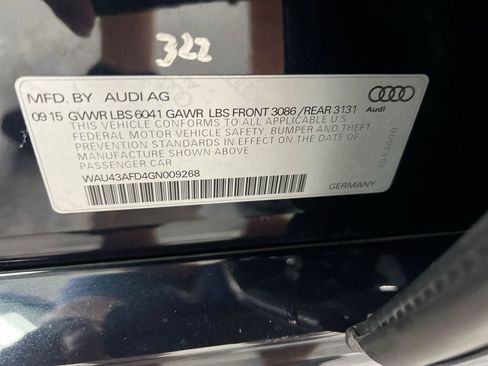 322
MFD. BY AUDI AG
09 15 GVWR LBS 6041 GAWR LBS FRONT 3086 /REAR 3131
Audi
THIS VEHICLE CONFORMS TO ALL APPLICABLE U S
FEDERAL MOTOR VEHICLE SAFETY, BUMPER AND THEFT
PREVENTION STANDARDS IN EFFECT ON THE DATE OF
MANUFACTURE SHOWN ABOVE
PASSENGER CAR
WAU43AFD4GN009268
GERMANY